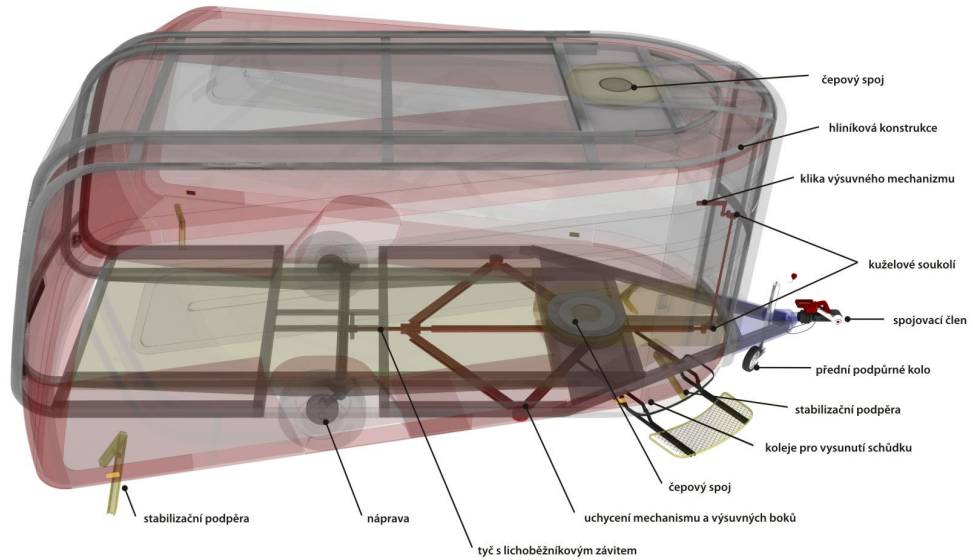 čepový spoj
hliníková konstrukce
klika výsuvného mechanizmu
kuželové soukolí
spojovací člen
přední podpůrné kolo
stabilizační podpěra
koleje pro vysunutí schůdku
čepový spoj
uchycení mechanismu a výsuvných boků
stabilizační podpěra
náprava
tyč s lichoběžníkovým závitem